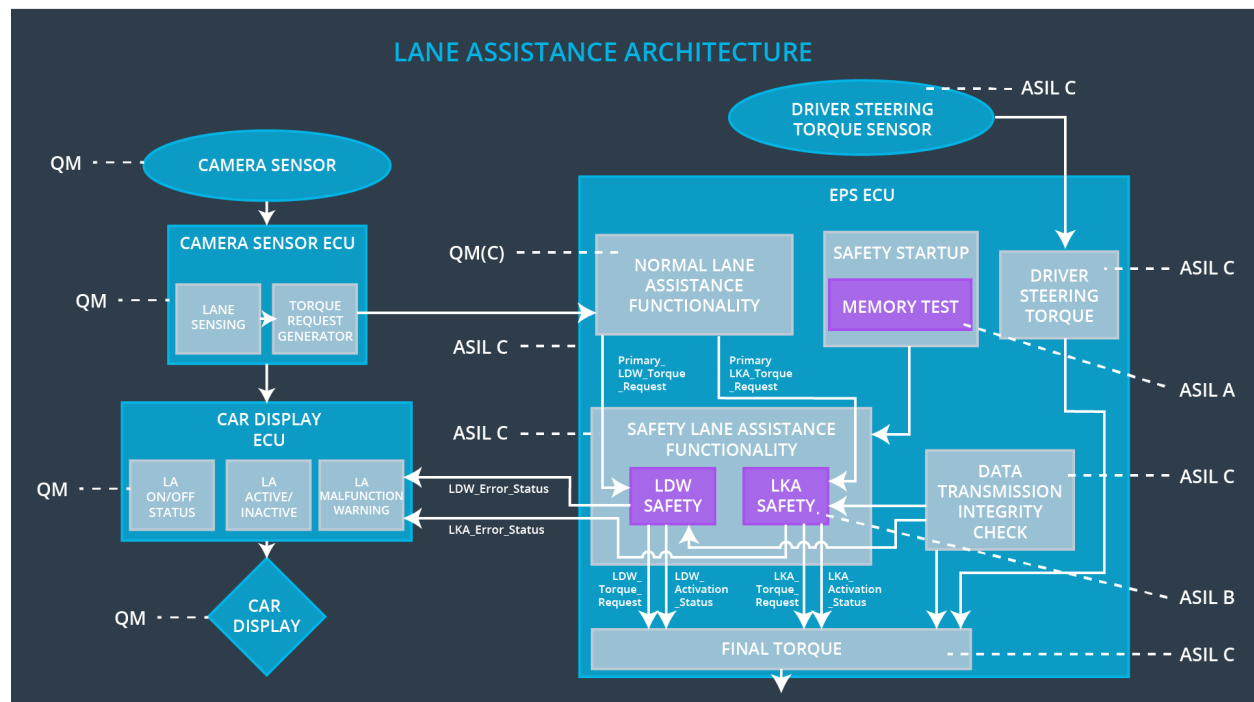 LANE ASSISTANCE ARCHITECTURE
ASIL C
DRIVER STEERING
TORQUE SENSOR
QM
CAMERA SENSOR
EPS ECU
CAMERA SENSOR ECU
QM(C)
NORMAL LANE
ASSISTANCE
FUNCTIONALITY
SAFETY STARTUP
MEMORY TEST
DRIVER
STEERING
TORQUE
ASIL C
QM
LANE
SENSING
TORQUE
REQUEST
GENERATOR
ASIL C
Primary_
LDW_Torque
_Request
Primary
LKA_Torque
_Request
ASIL A
CAR DISPLAY
ECU
ASIL C
SAFETY LANE ASSISTANCE
FUNCTIONALITY
QM
LA
ON/OFF
STATUS
LA
ACTIVE/
INACTIVE
LA
MALFUNCTION
WARNING
LDW_Error_Status
LKA_Error_Status
LDW
SAFETY
LKA
SAFETY
DATA
TRANSMISSION
INTEGRITY
CHECK
ASIL C
LDW_
Torque_
Request
LDW_
Activation
_Status
LKA_
Torque_
Request
LKA_
Activation
_Status
ASIL B
QM
CAR
DISPLAY
FINAL TORQUE
ASIL C